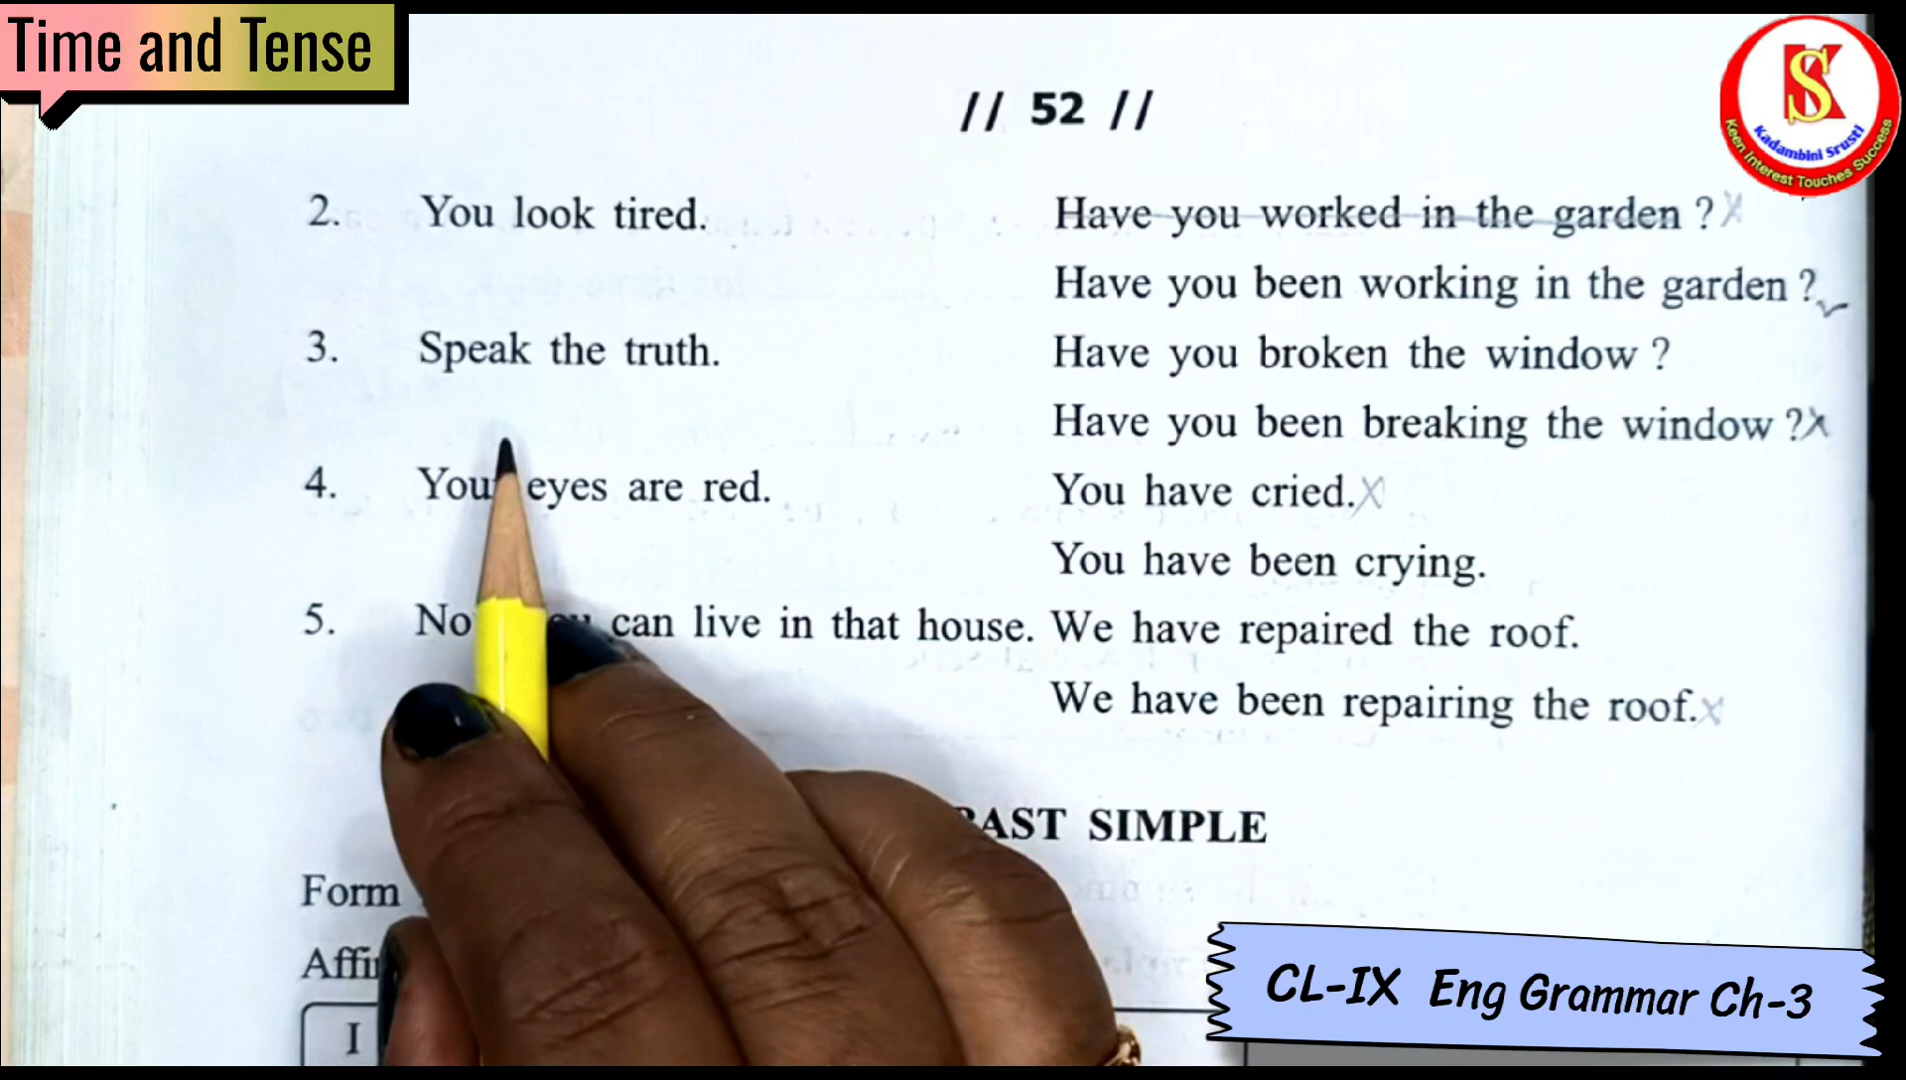 Time and Tense
// 52 //
2. You look tired. Have you worked in the garden ?
Have you been working in the garden ?
3. Speak the truth. Have you broken the window ?
Have you been breaking the window ?
4. You eyes are red. You have cried.
You have been crying.
5. No can live in that house. We have repaired the roof.
We have been repairing the roof.
PAST SIMPLE
Form
I
CL-IX Eng Grammar Ch-3
KS
Kadambini Srusti
Keen Interest Touches Success